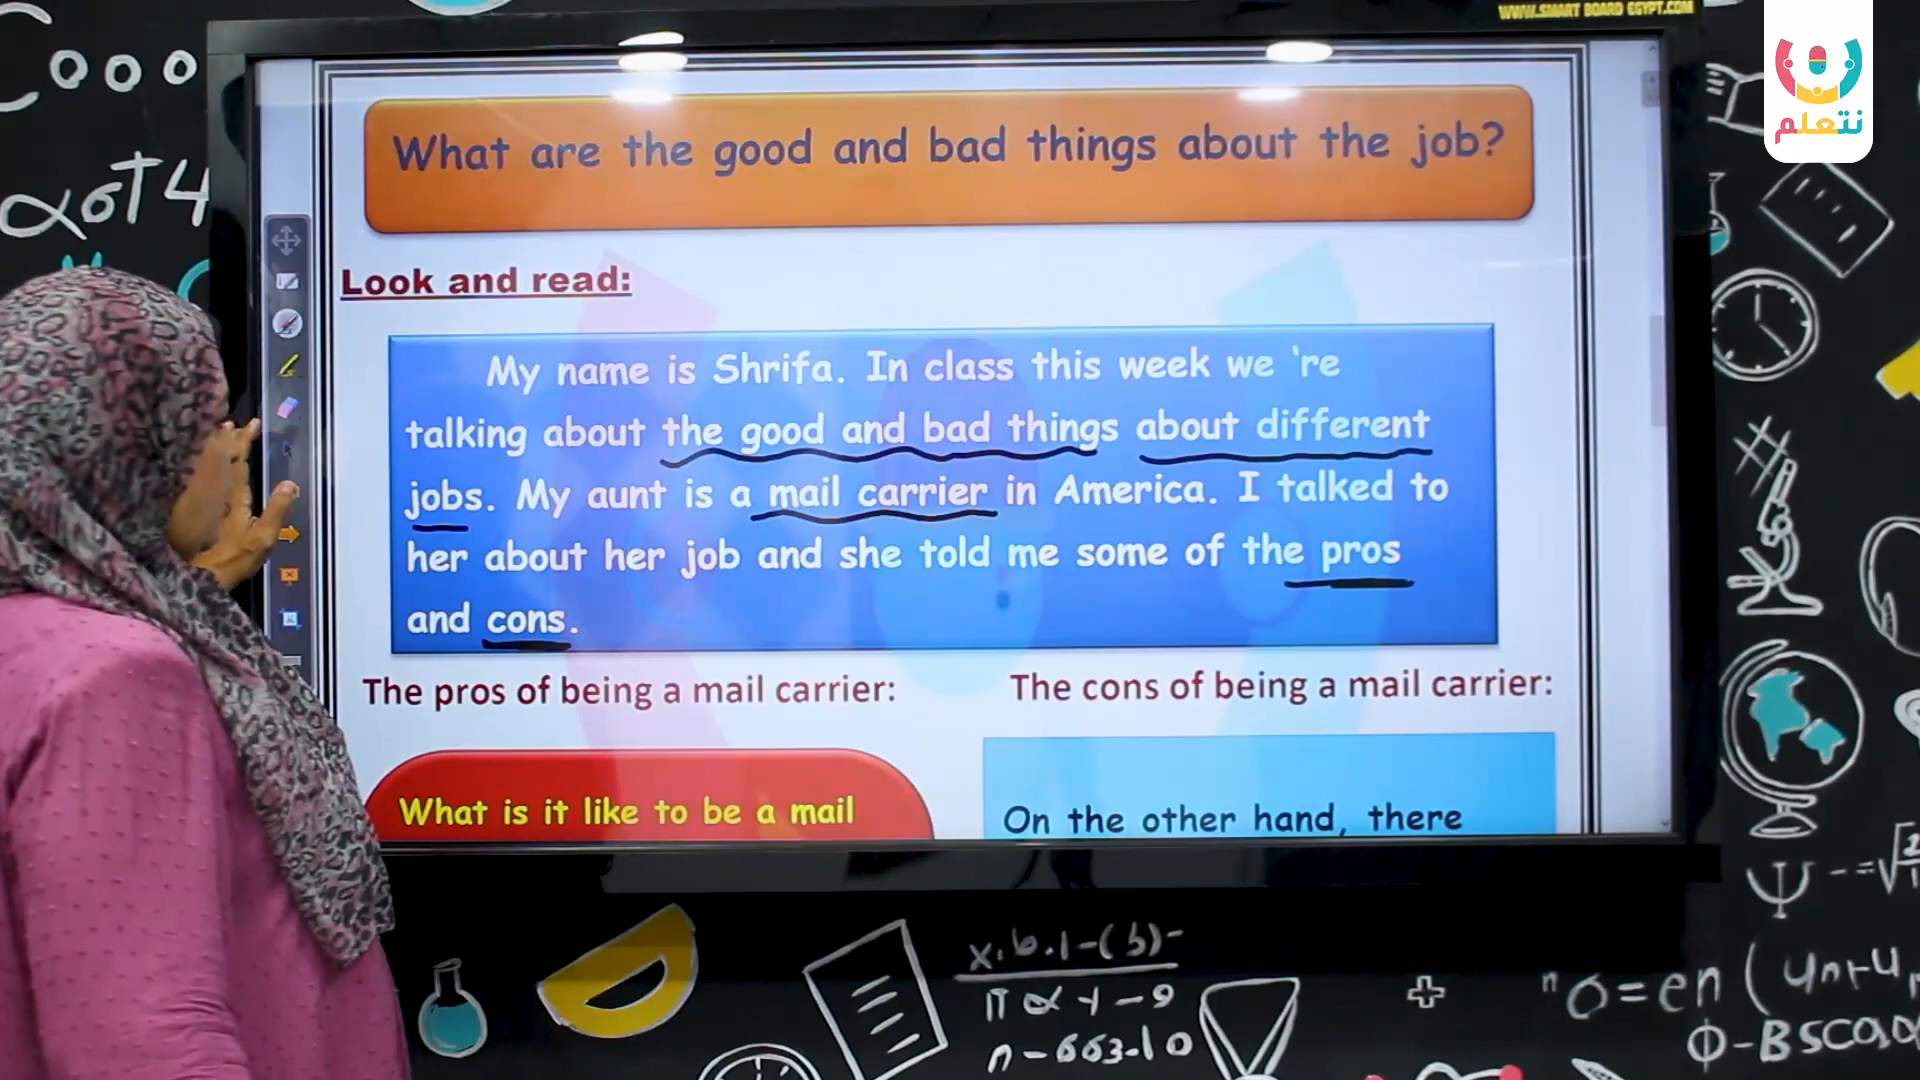 WWW.SMART BOARD EGYPT.COM
نتعلم
What are the good and bad things about the job?
Look and read:
My name is Shrifa. In class this week we 're
talking about the good and bad things about different
jobs. My aunt is a mail carrier in America. I talked to
her about her job and she told me some of the pros
and cons.
The pros of being a mail carrier:
What is it like to be a mail
The cons of being a mail carrier:
On the other hand, there